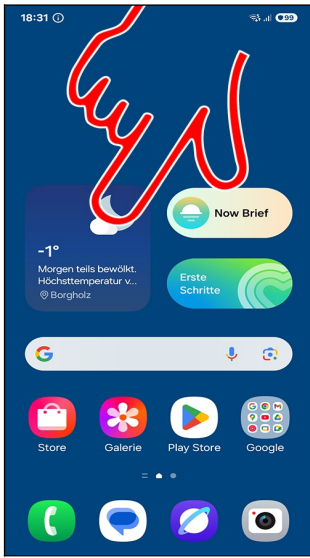 18:31
99
Now Brief
-1°
Morgen teils bewölkt.
Höchsttemperatur v...
Borgholz
Erste
Schritte
Store
Galerie
Play Store
Google